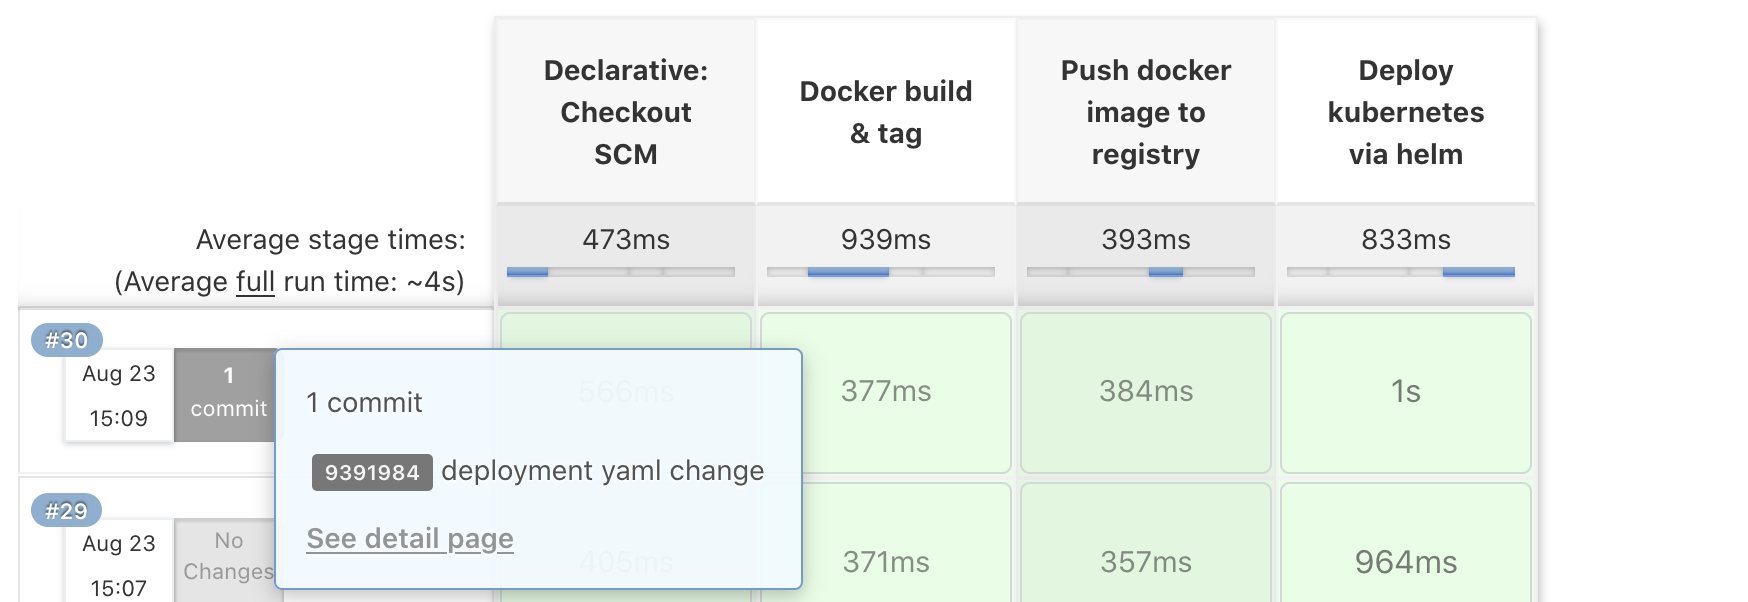 Declarative:
Checkout
SCM
Docker build
& tag
Push docker
image to
registry
Deploy
kubernetes
via helm
Average stage times:
(Average full run time: ~4s)
473ms
939ms
393ms
833ms
#30
Aug 23
15:09
1
commit
1 commit
9391984 deployment yaml change
See detail page
566ms
377ms
384ms
1s
#29
Aug 23
15:07
No
Changes
405ms
371ms
357ms
964ms